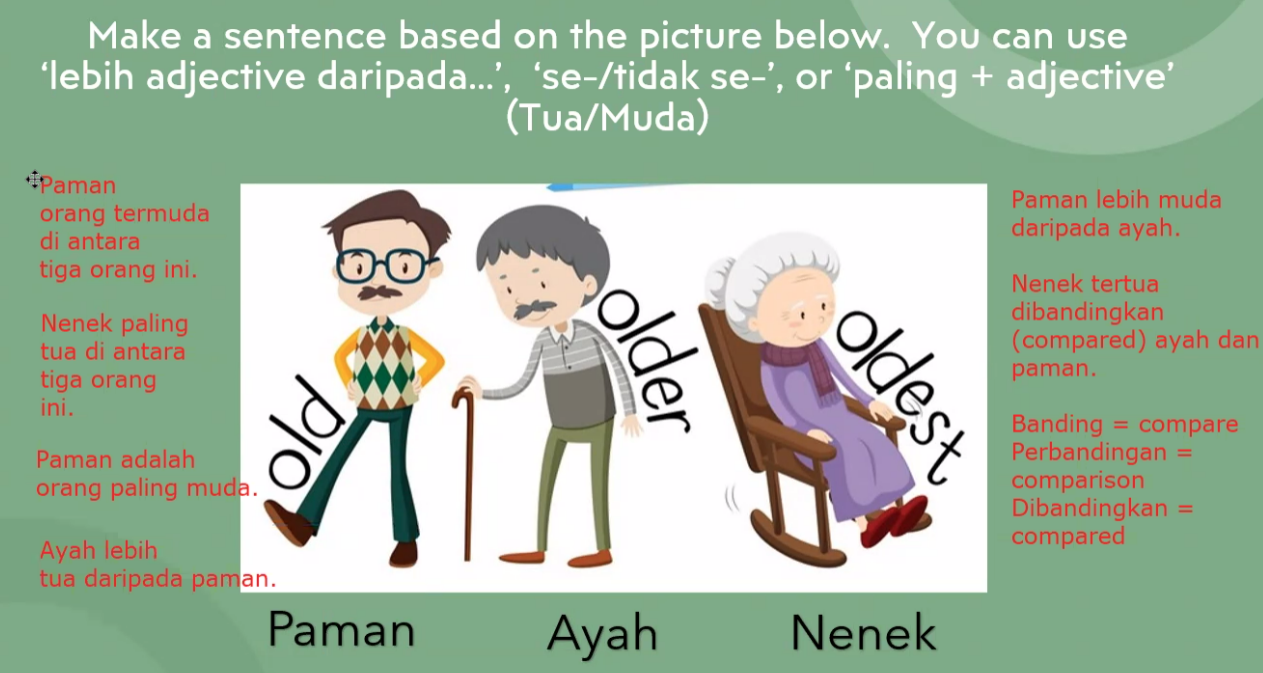 Make a sentence based on the picture below. You can use
‘lebih adjective daripada...’, ‘se-/tidak se-’, or ‘paling + adjective’
(Tua/Muda)
Paman
orang termuda
di antara
tiga orang ini.
Nenek paling
tua di antara
tiga orang
ini.
Paman adalah
orang paling muda.
Ayah lebih
tua daripada paman.
old
older
oldest
Paman lebih muda
daripada ayah.
Nenek tertua
dibandingkan
(compared) ayah dan
paman.
Banding = compare
Perbandingan =
comparison
Dibandingkan =
compared
Paman
Ayah
Nenek